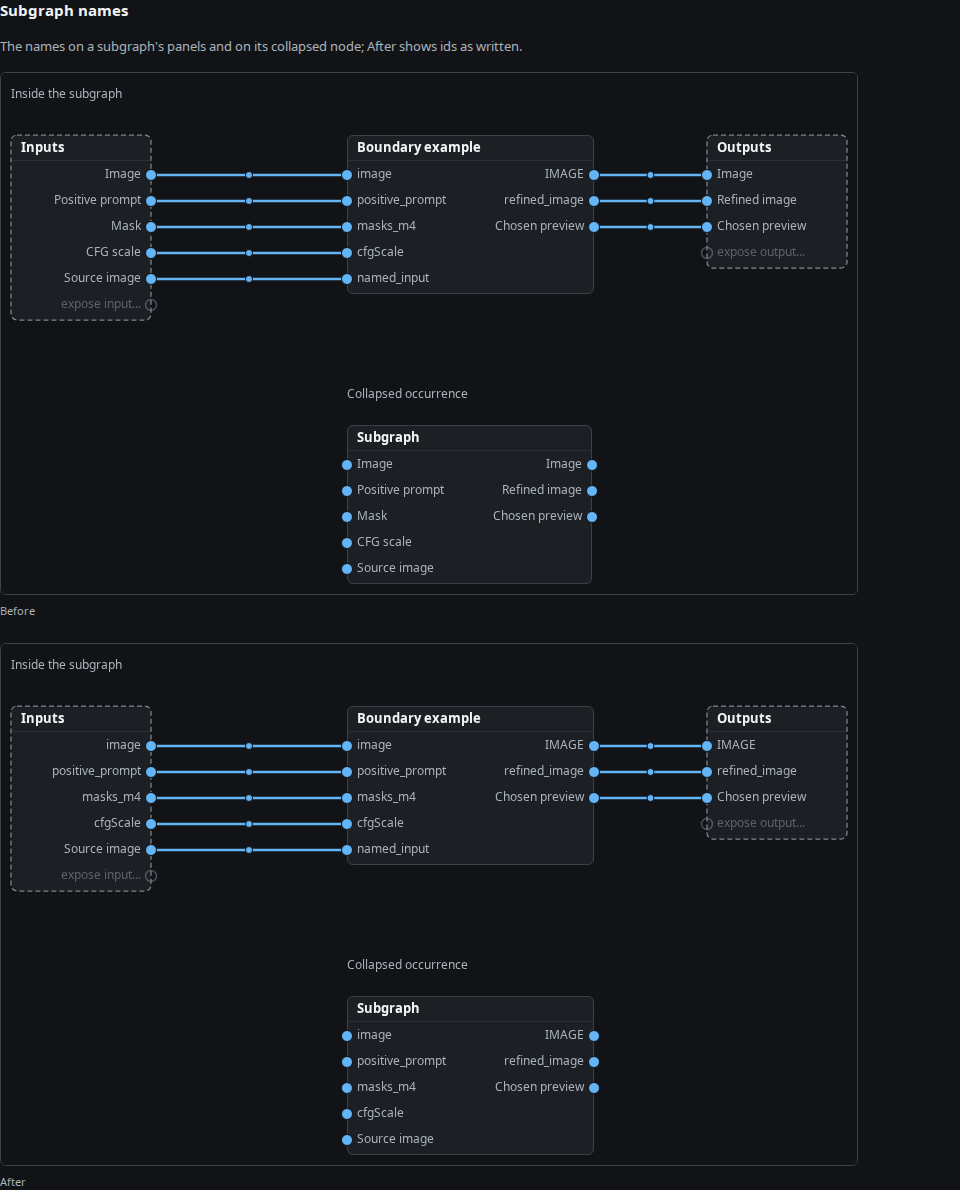 Subgraph names
The names on a subgraph's panels and on its collapsed node; After shows ids as written.
Inside the subgraph
Inputs
Image
Positive prompt
Mask
CFG scale
Source image
expose input...
Boundary example
image IMAGE
positive_prompt refined_image
masks_m4 Chosen preview
cfgScale
named_input
Outputs
Image
Refined image
Chosen preview
expose output...
Collapsed occurrence
Subgraph
Image Image
Positive prompt Refined image
Mask Chosen preview
CFG scale
Source image
Before
Inside the subgraph
Inputs
image
positive_prompt
masks_m4
cfgScale
Source image
expose input...
Boundary example
image IMAGE
positive_prompt refined_image
masks_m4 Chosen preview
cfgScale
named_input
Outputs
IMAGE
refined_image
Chosen preview
expose output...
Collapsed occurrence
Subgraph
image IMAGE
positive_prompt refined_image
masks_m4 Chosen preview
cfgScale
Source image
After